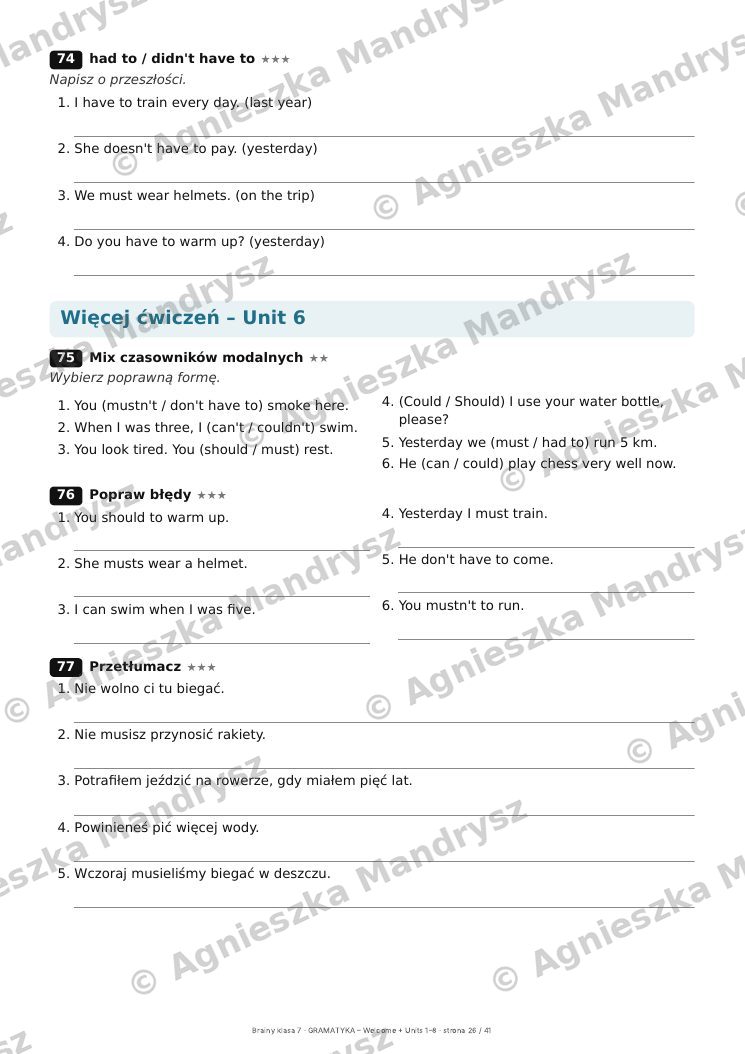 74 had to / didn't have to ★★★
Napisz o przeszłości.
1. I have to train every day. (last year)
2. She doesn't have to pay. (yesterday)
3. We must wear helmets. (on the trip)
4. Do you have to warm up? (yesterday)
Więcej ćwiczeń – Unit 6
75 Mix czasowników modalnych ★★
Wybierz poprawną formę.
1. You (mustn't / don't have to) smoke here.
2. When I was three, I (can't / couldn't) swim.
3. You look tired. You (should / must) rest.
4. (Could / Should) I use your water bottle,
please?
5. Yesterday we (must / had to) run 5 km.
6. He (can / could) play chess very well now.
76 Popraw błędy ★★★
1. You should to warm up.
2. She musts wear a helmet.
3. I can swim when I was five.
4. Yesterday I must train.
5. He don't have to come.
6. You mustn't to run.
77 Przetłumacz ★★★
1. Nie wolno ci tu biegać.
2. Nie musisz przynosić rakiety.
3. Potrafiłem jeździć na rowerze, gdy miałem pięć lat.
4. Powinieneś pić więcej wody.
5. Wczoraj musieliśmy biegać w deszczu.
Brainy klasa 7 · GRAMATYKA – Welcome + Units 1–8 · strona 26 / 41
© Agnieszka Mandrysz